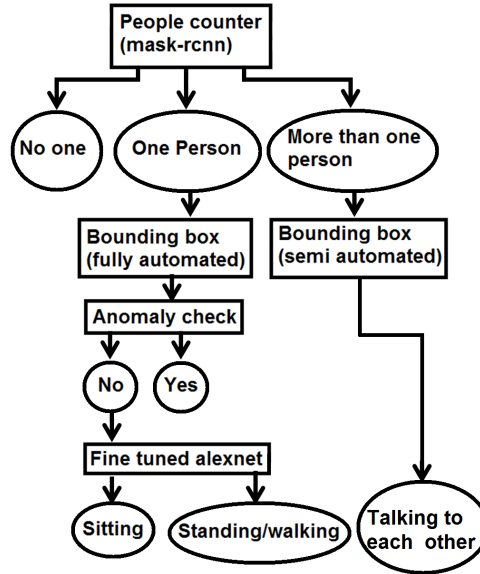 People counter
(mask-rcnn)
No one
One Person
More than one
person
Bounding box
(fully automated)
Bounding box
(semi automated)
Anomaly check
No
Yes
Fine tuned alexnet
Sitting
Standing/walking
Talking to
each other